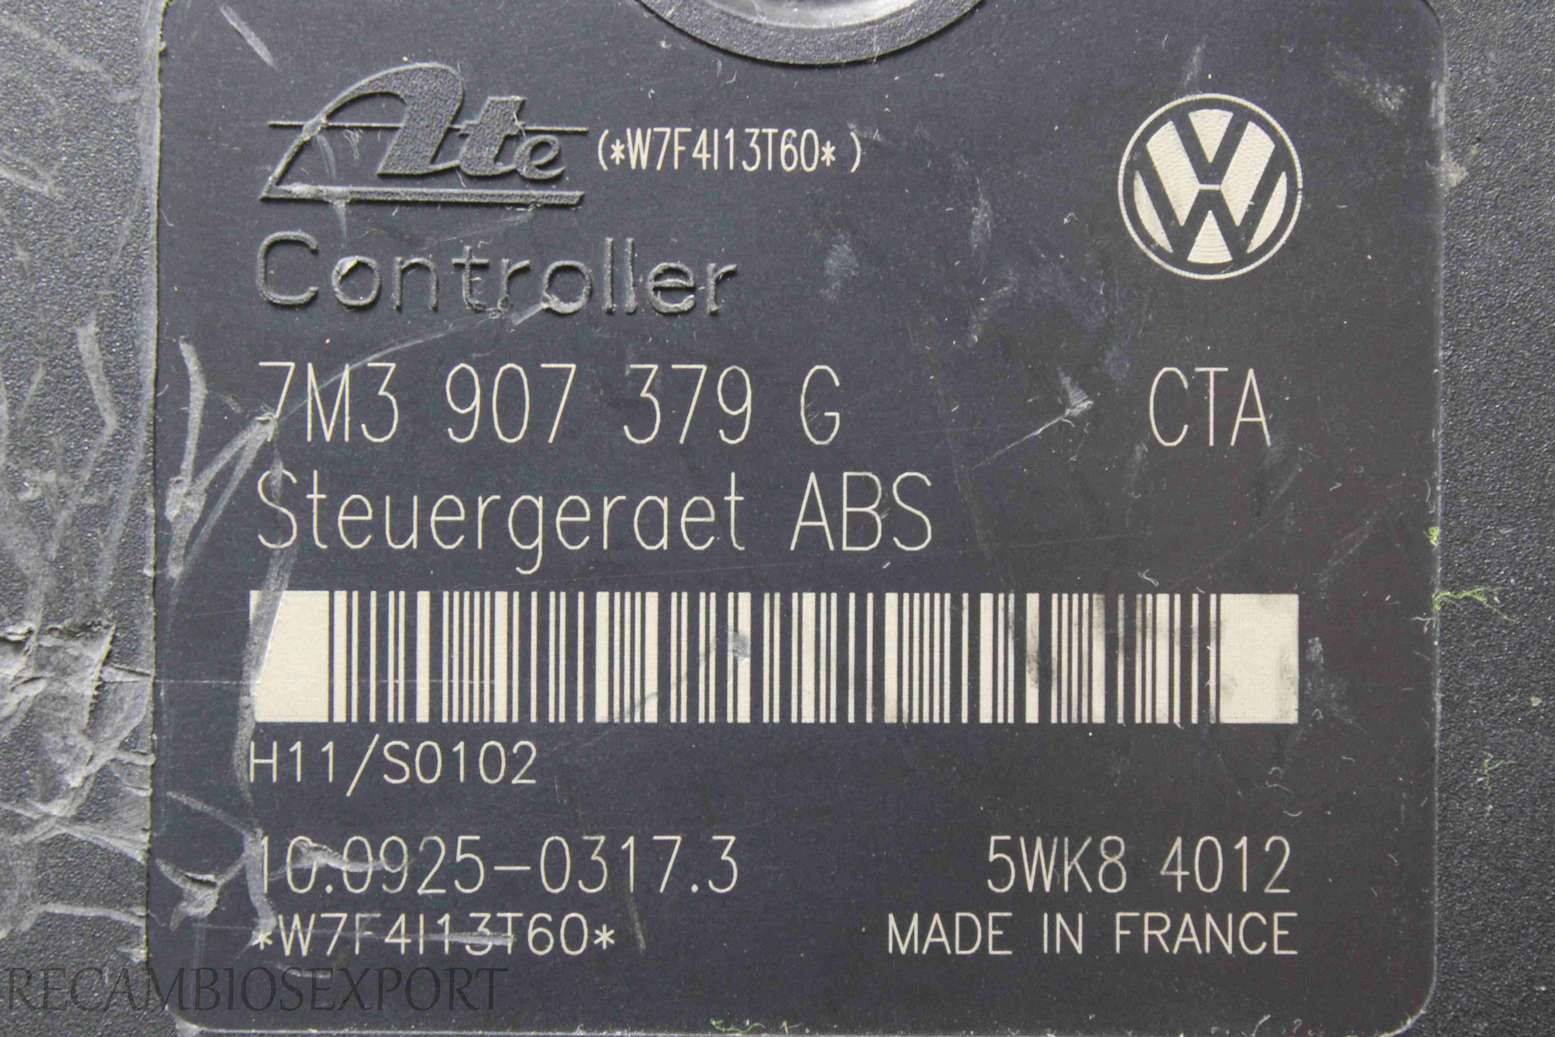 Ate (*W7F4I13T60*)
Controller
7M3 907 379 G CTA
Steuergeraet ABS
H11/S0102
10.0925-0317.3 5WK8 4012
*W7F4I13T60* MADE IN FRANCE
RECAMBIOSEXPORT